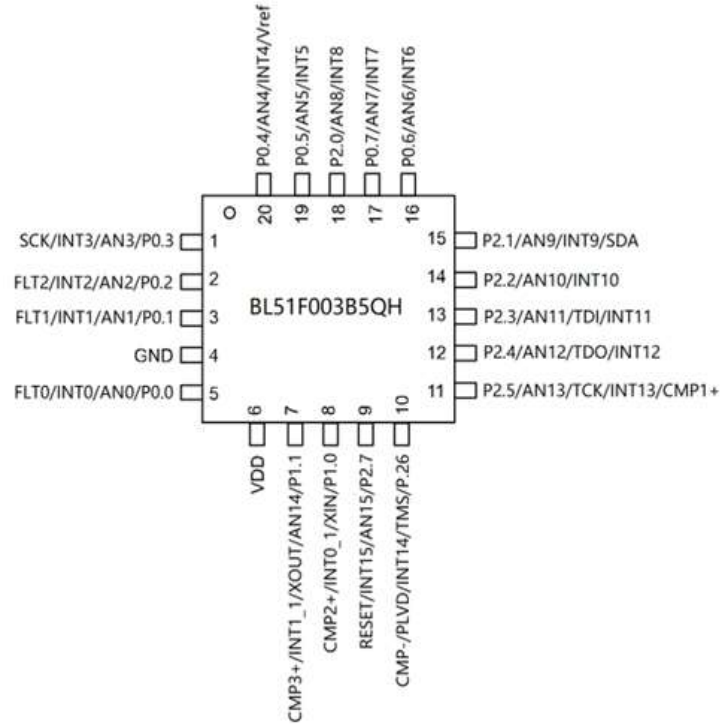 P0.4/AN4/INT4/Vref
P0.5/AN5/INT5
P2.0/AN8/INT8
P0.7/AN7/INT7
P0.6/AN6/INT6
20
19
18
17
16
SCK/INT3/AN3/P0.3
1
15
P2.1/AN9/INT9/SDA
FLT2/INT2/AN2/P0.2
2
14
P2.2/AN10/INT10
BL51F003B5QH
FLT1/INT1/AN1/P0.1
3
13
P2.3/AN11/TDI/INT11
GND
4
12
P2.4/AN12/TDO/INT12
FLT0/INT0/AN0/P0.0
5
11
P2.5/AN13/TCK/INT13/CMP1+
6
7
8
9
10
VDD
CMP3+/INT1_1/XOUT/AN14/P1.1
CMP2+/INT0_1/XIN/P1.0
RESET/INT15/AN15/P2.7
CMP-/PLVD/INT14/TMS/P.26